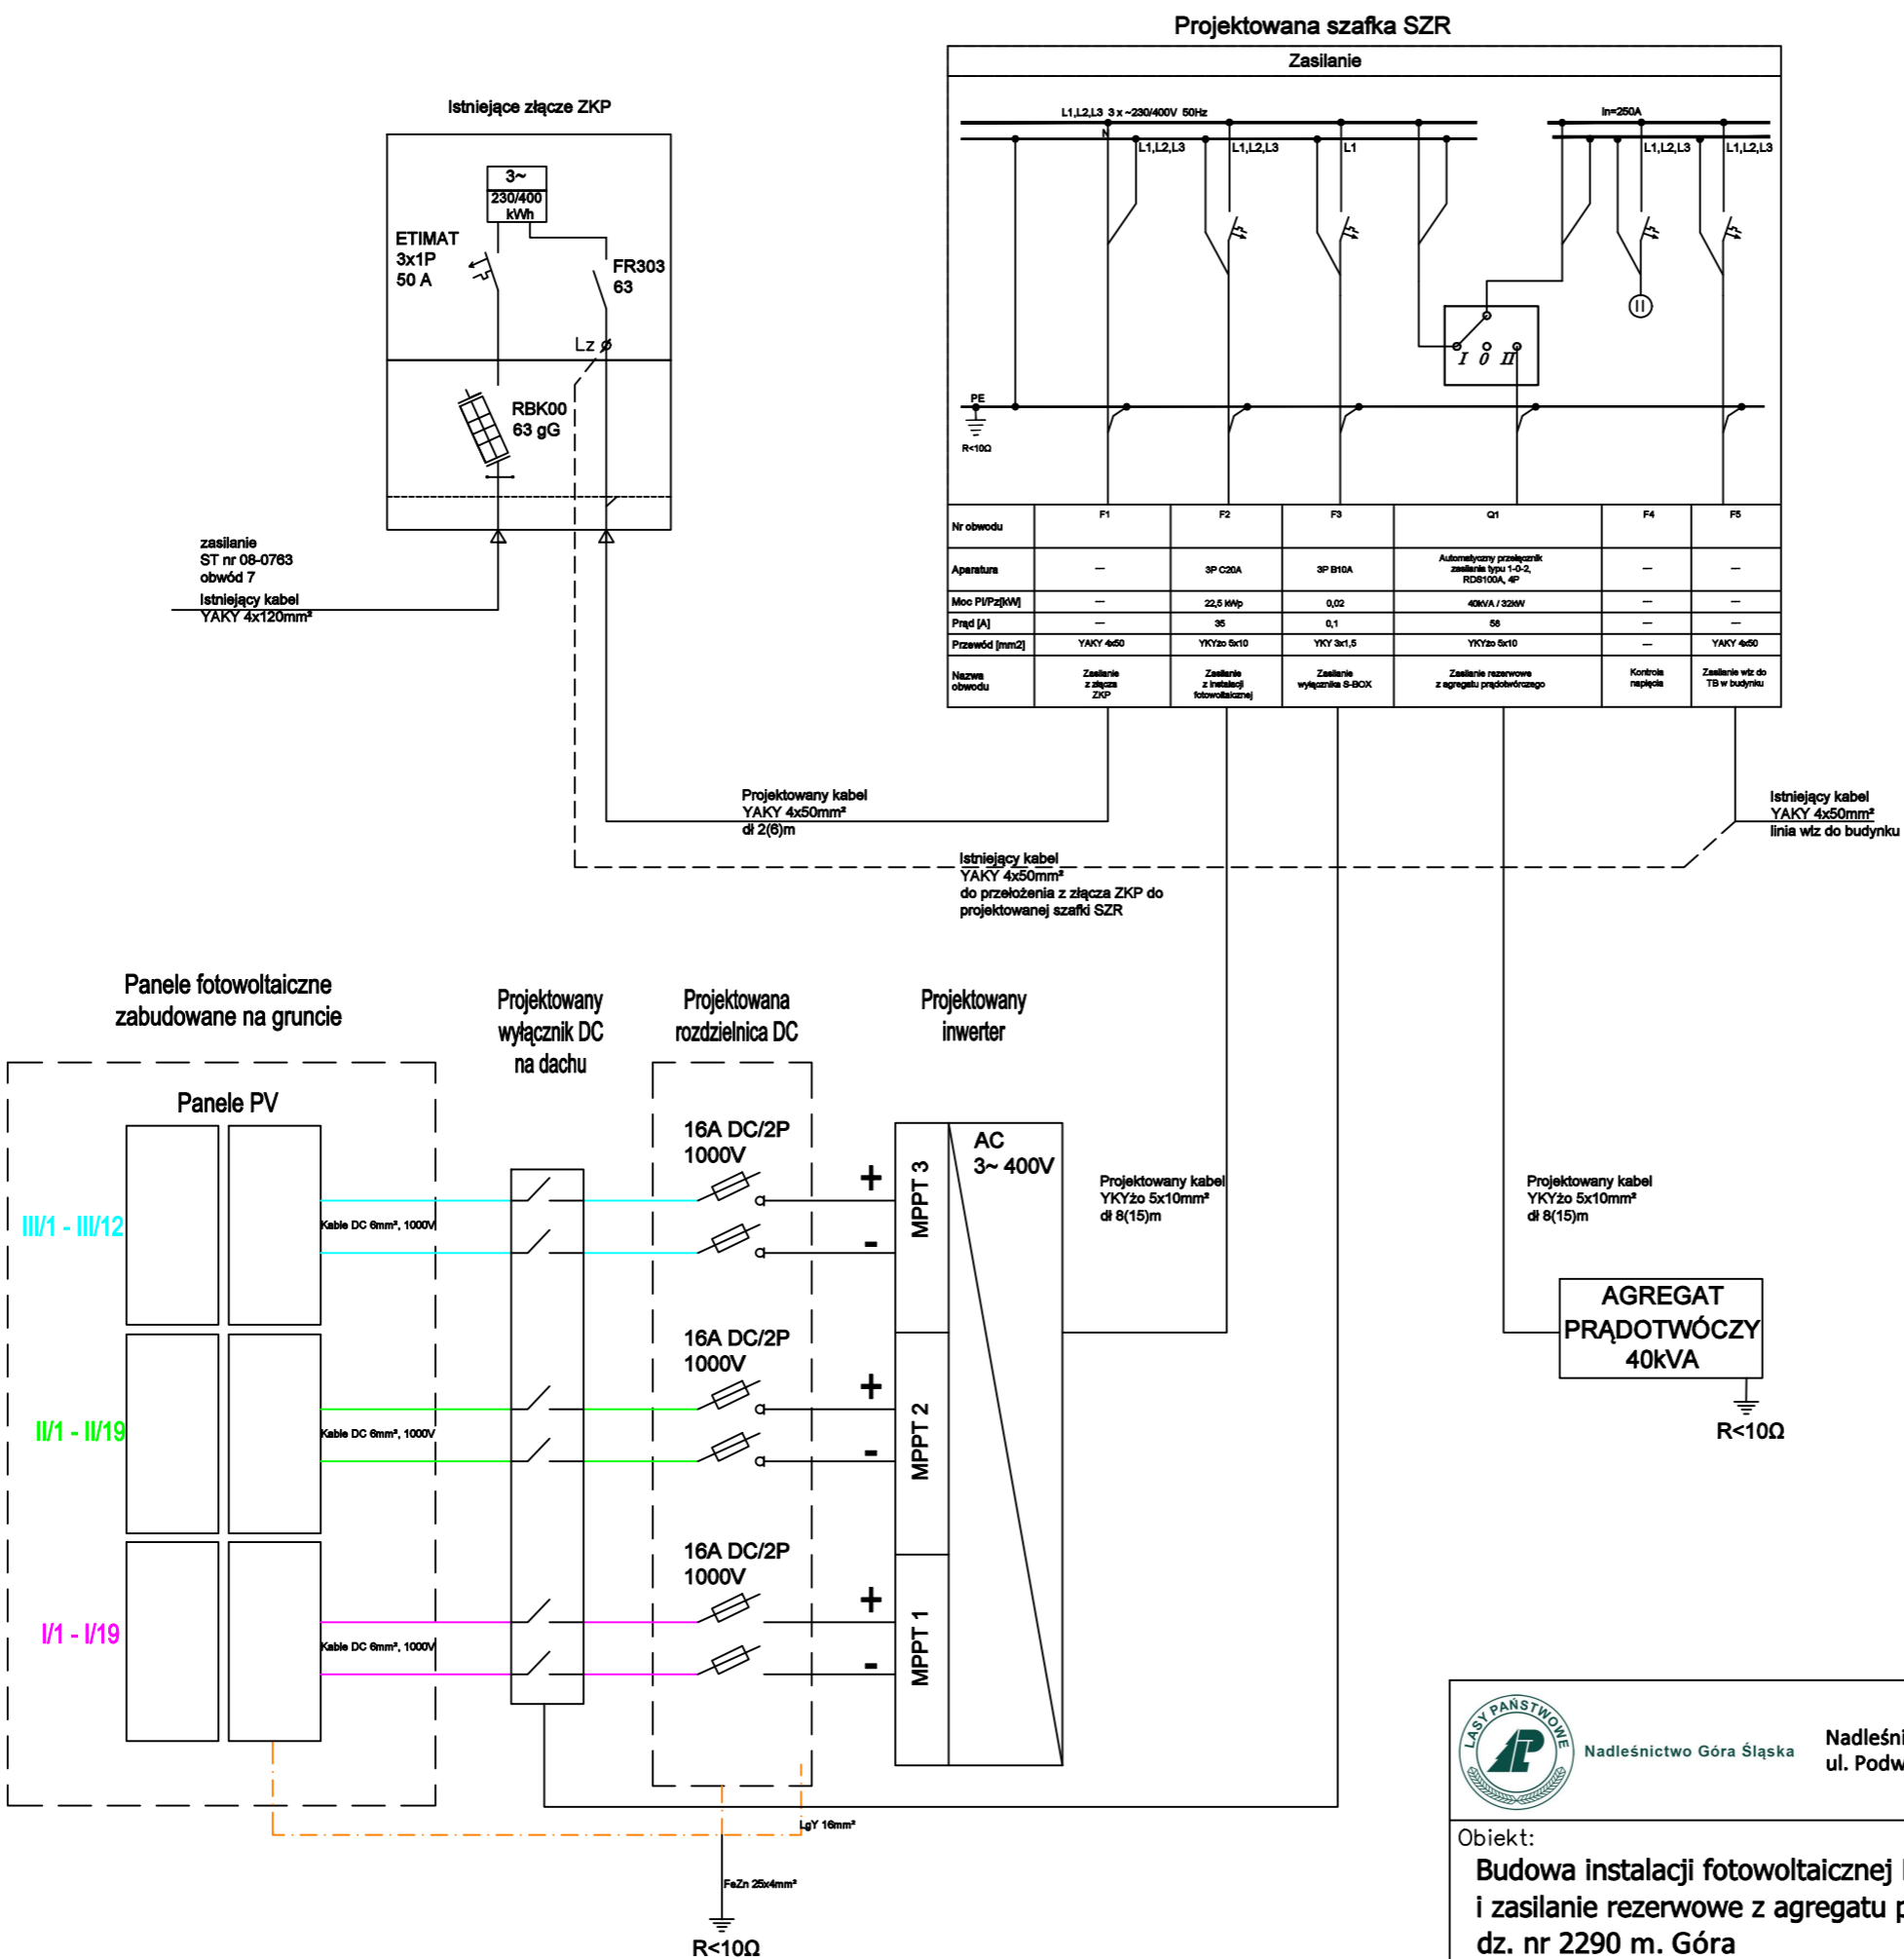 Projektowana szafka SZR
Zasilanie
L1,L2,L3 3 x ~230/400V 50Hz
In=250A
N
L1,L2,L3
L1,L2,L3
L1
L1,L2,L3
L1,L2,L3
II
I 0 II
PE
R<10Ω
Nr obwodu
F1
F2
F3
Q1
F4
F5
Aparatura
—
3P C20A
3P B10A
Automatyczny przełącznik
zasilania typu 1-0-2,
RDS100A, 4P
—
—
Moc Pi/Pz[kW]
—
22,5 kWp
0,02
40kVA / 32kW
—
—
Prąd [A]
—
35
0,1
58
—
—
Przewód [mm2]
YAKY 4x50
YKYżo 5x10
YKY 3x1,5
YKYżo 5x10
—
YAKY 4x50
Nazwa
obwodu
Zasilanie
z złącza
ZKP
Zasilanie
z instalacji
fotowoltaicznej
Zasilanie
wyłącznika S-BOX
Zasilanie rezerwowe
z agregatu prądotwórczego
Kontrola
napięcia
Zasilanie wlz do
TB w budynku
Istniejące złącze ZKP
3~
230/400
kWh
ETIMAT
3x1P
50 A
FR303
63
Lz
RBK00
63 gG
zasilanie
ST nr 08-0763
obwód 7
Istniejący kabel
YAKY 4x120mm²
Projektowany kabel
YAKY 4x50mm²
dł 2(6)m
Istniejący kabel
YAKY 4x50mm²
linia wlz do budynku
Istniejący kabel
YAKY 4x50mm²
do przełożenia z złącza ZKP do
projektowanej szafki SZR
Panele fotowoltaiczne
zabudowane na gruncie
Projektowany
wyłącznik DC
na dachu
Projektowana
rozdzielnica DC
Projektowany
inwerter
Panele PV
III/1 - III/12
Kable DC 6mm², 1000V
16A DC/2P
1000V
+
-
MPPT 3
AC
3~ 400V
II/1 - II/19
Kable DC 6mm², 1000V
16A DC/2P
1000V
+
-
MPPT 2
I/1 - I/19
Kable DC 6mm², 1000V
16A DC/2P
1000V
+
-
MPPT 1
Projektowany kabel
YKYżo 5x10mm²
dł 8(15)m
Projektowany kabel
YKYżo 5x10mm²
dł 8(15)m
AGREGAT
PRĄDOTWÓCZY
40kVA
R<10Ω
LgY 16mm²
FeZn 25x4mm²
R<10Ω
LASY PAŃSTWOWE
LP
Nadleśnictwo Góra Śląska
Nadleśni
ul. Podw
Obiekt:
Budowa instalacji fotowoltaicznej
i zasilanie rezerwowe z agregatu p
dz. nr 2290 m. Góra